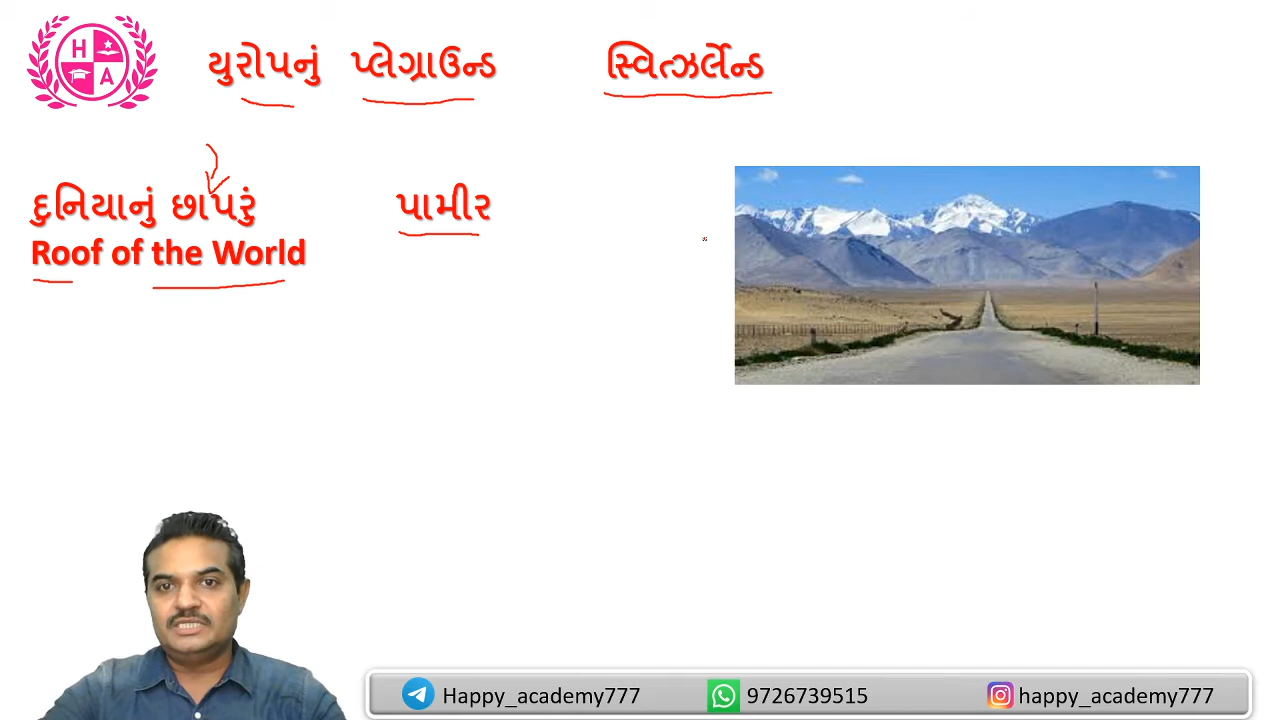 H
A
યુરોપનું પ્લેગ્રાઉન્ડ સ્વિત્ઝર્લેન્ડ
દુનિયાનું છાપરું પામીર
Roof of the World
Happy_academy777 9726739515 happy_academy777